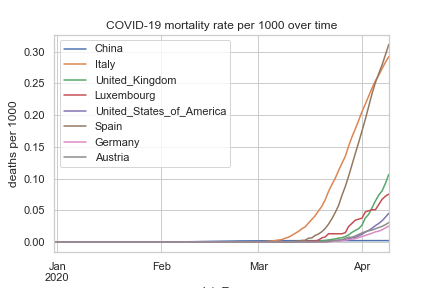 COVID-19 mortality rate per 1000 over time
deaths per 1000
0.30
0.25
0.20
0.15
0.10
0.05
0.00
China
Italy
United_Kingdom
Luxembourg
United_States_of_America
Spain
Germany
Austria
Jan Feb Mar Apr
2020